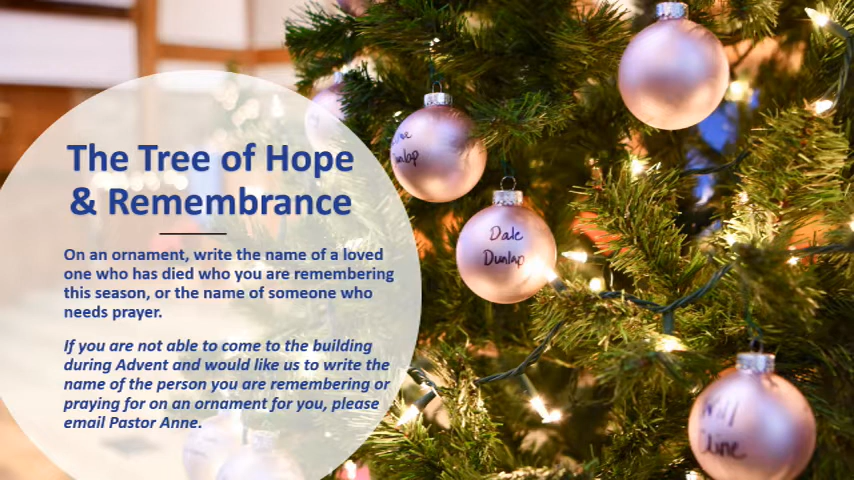 The Tree of Hope
& Remembrance
On an ornament, write the name of a loved
one who has died who you are remembering
this season, or the name of someone who
needs prayer.
If you are not able to come to the building
during Advent and would like us to write the
name of the person you are remembering or
praying for on an ornament for you, please
email Pastor Anne.
Dale
Dunlap